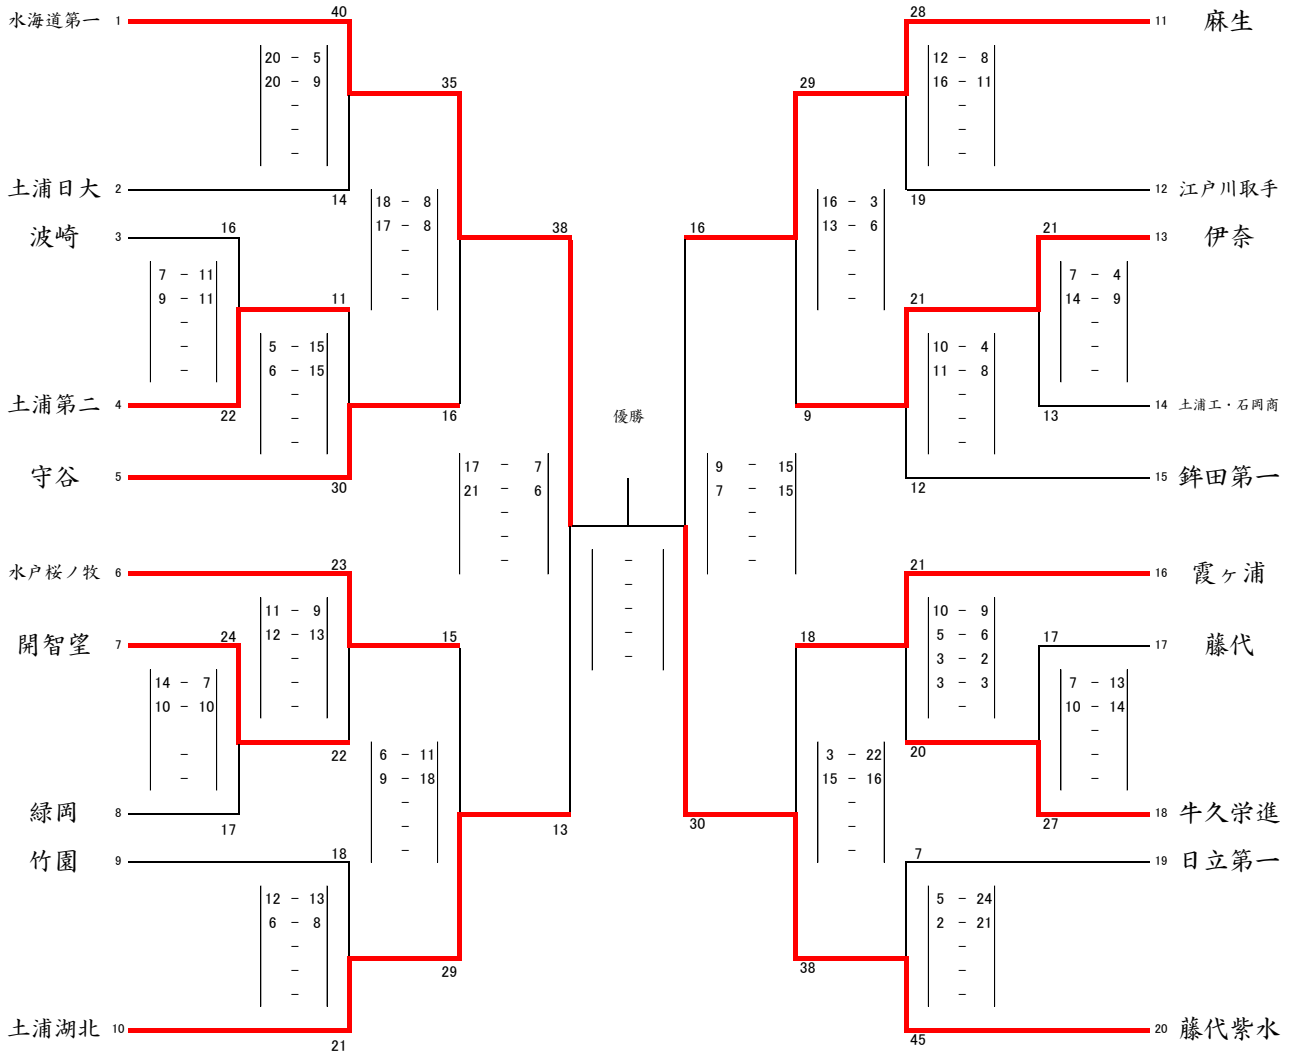 水海道第一 1
40
20 - 5
20 - 9
-
-
-
35
土浦日大 2
14
波崎 3
16
7 - 11
9 - 11
-
-
-
18 - 8
17 - 8
-
-
-
38
11
5 - 15
6 - 15
-
-
-
土浦第二 4
22
16
守谷 5
30
17 - 7
21 - 6
-
-
-
水戸桜ノ牧 6
23
11 - 9
12 - 13
-
-
-
開智望 7
24
15
14 - 7
10 - 10
-
-
22
6 - 11
9 - 18
-
-
-
緑岡 8
17
13
竹園 9
18
12 - 13
6 - 8
-
-
-
29
土浦湖北 10
21
優勝
-
-
-
-
-
28
11 麻生
12 - 8
16 - 11
-
-
-
29
12 江戸川取手
19
16 - 3
13 - 6
-
-
-
16
21
13 伊奈
7 - 4
14 - 9
-
-
-
21
10 - 4
11 - 8
-
-
-
9
13
14 土浦工・石岡商
15 鉾田第一
12
9 - 15
7 - 15
-
-
-
21
16 霞ヶ浦
10 - 9
5 - 6
3 - 2
3 - 3
-
18
17
17 藤代
7 - 13
10 - 14
-
-
-
20
3 - 22
15 - 16
-
-
-
30
27
18 牛久栄進
7
19 日立第一
5 - 24
2 - 21
-
-
-
38
45
20 藤代紫水